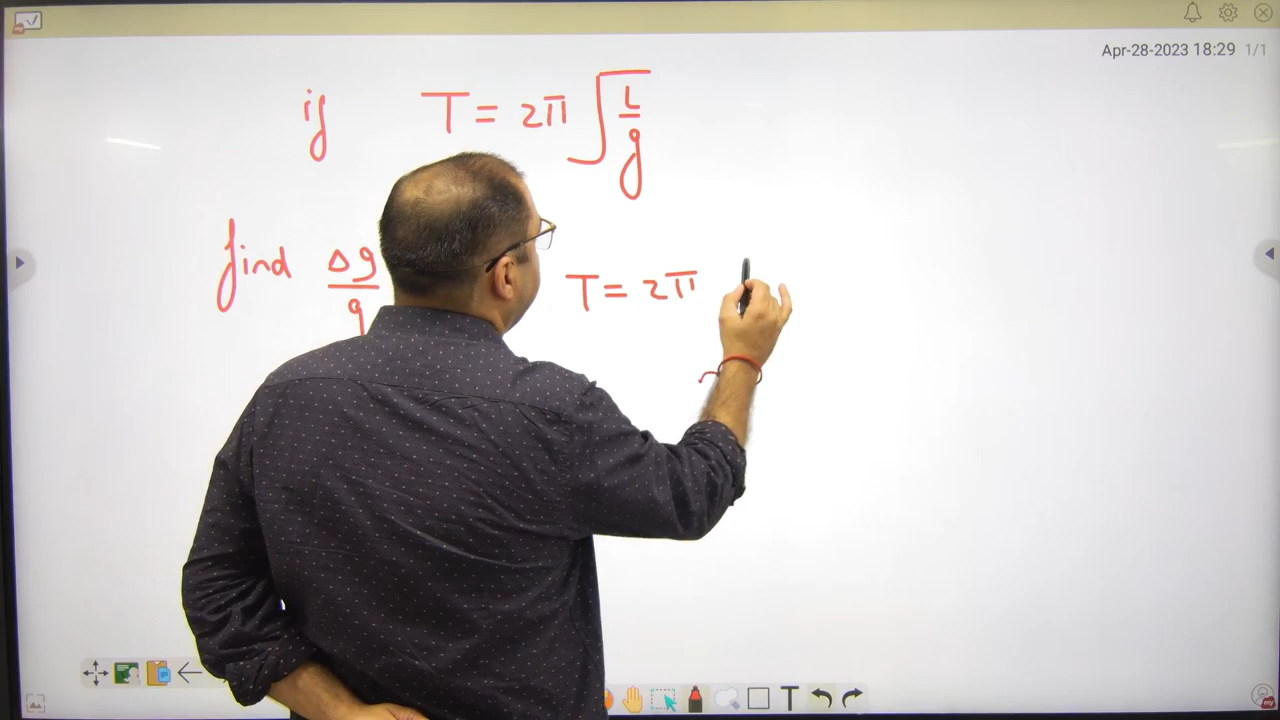 Apr-28-2023 18:29 1/1
if T = 2π √L/g
find Δg/g
T = 2π
T